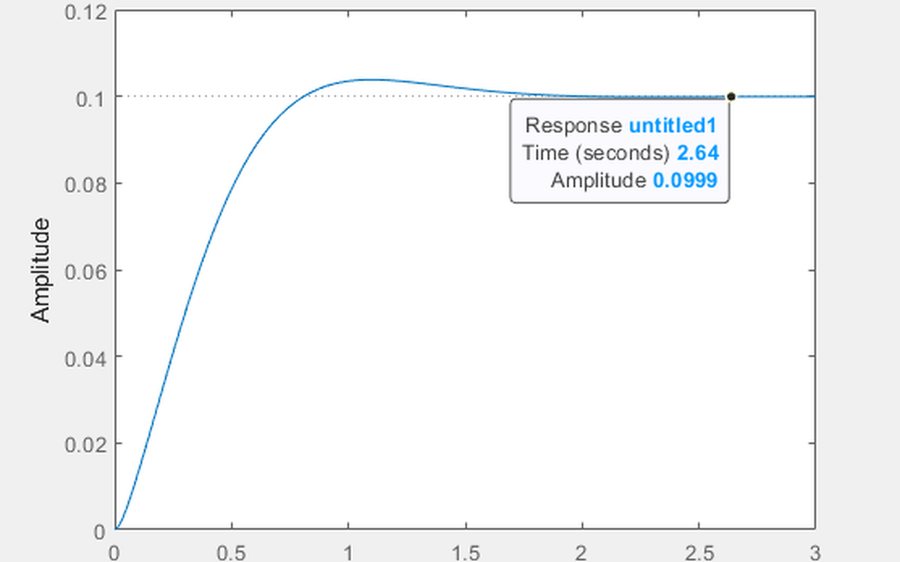 0.12
0.1
0.08
0.06
0.04
0.02
0
Amplitude
Response untitled1
Time (seconds) 2.64
Amplitude 0.0999
0 0.5 1 1.5 2 2.5 3